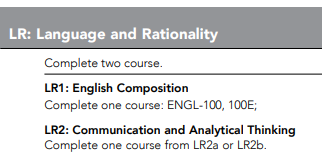 LR: Language and Rationality
Complete two course.
LR1: English Composition
Complete one course: ENGL-100, 100E;
LR2: Communication and Analytical Thinking
Complete one course from LR2a or LR2b.